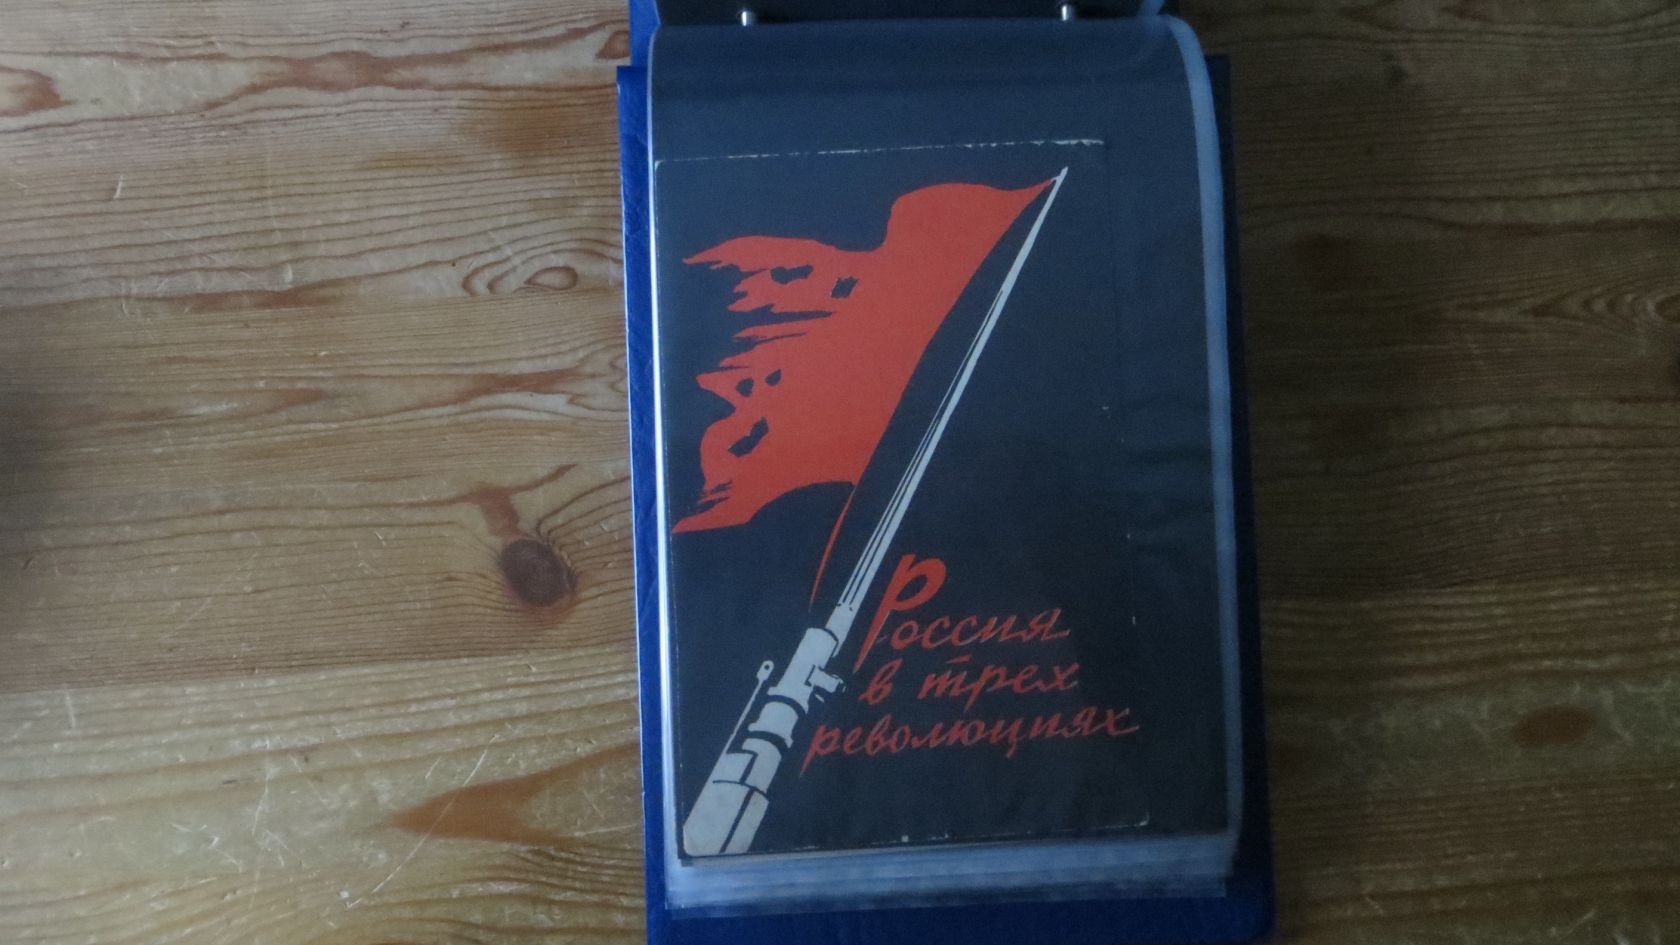 Россия
в трех
революциях